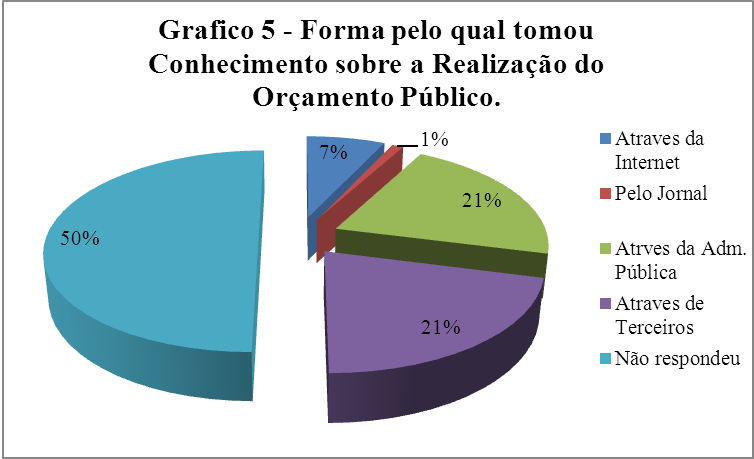 Grafico 5 - Forma pelo qual tomou
Conhecimento sobre a Realização do
Orçamento Público.
7%
1%
21%
21%
50%
Atraves da
Internet
Pelo Jornal
Atrves da Adm.
Pública
Atraves de
Terceiros
Não respondeu